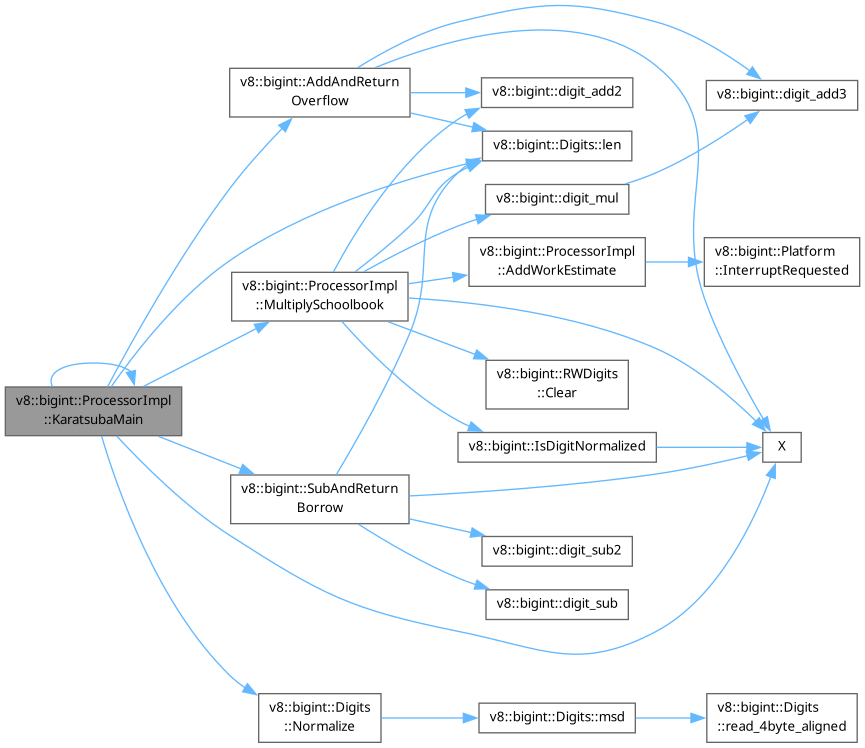 v8::bigint::AddAndReturn
Overflow
v8::bigint::digit_add2
v8::bigint::digit_add3
v8::bigint::Digits::len
v8::bigint::digit_mul
v8::bigint::ProcessorImpl
::AddWorkEstimate
v8::bigint::Platform
::InterruptRequested
v8::bigint::ProcessorImpl
::MultiplySchoolbook
v8::bigint::RWDigits
::Clear
v8::bigint::ProcessorImpl
::KaratsubaMain
v8::bigint::IsDigitNormalized
X
v8::bigint::SubAndReturn
Borrow
v8::bigint::digit_sub2
v8::bigint::digit_sub
v8::bigint::Digits
::Normalize
v8::bigint::Digits::msd
v8::bigint::Digits
::read_4byte_aligned